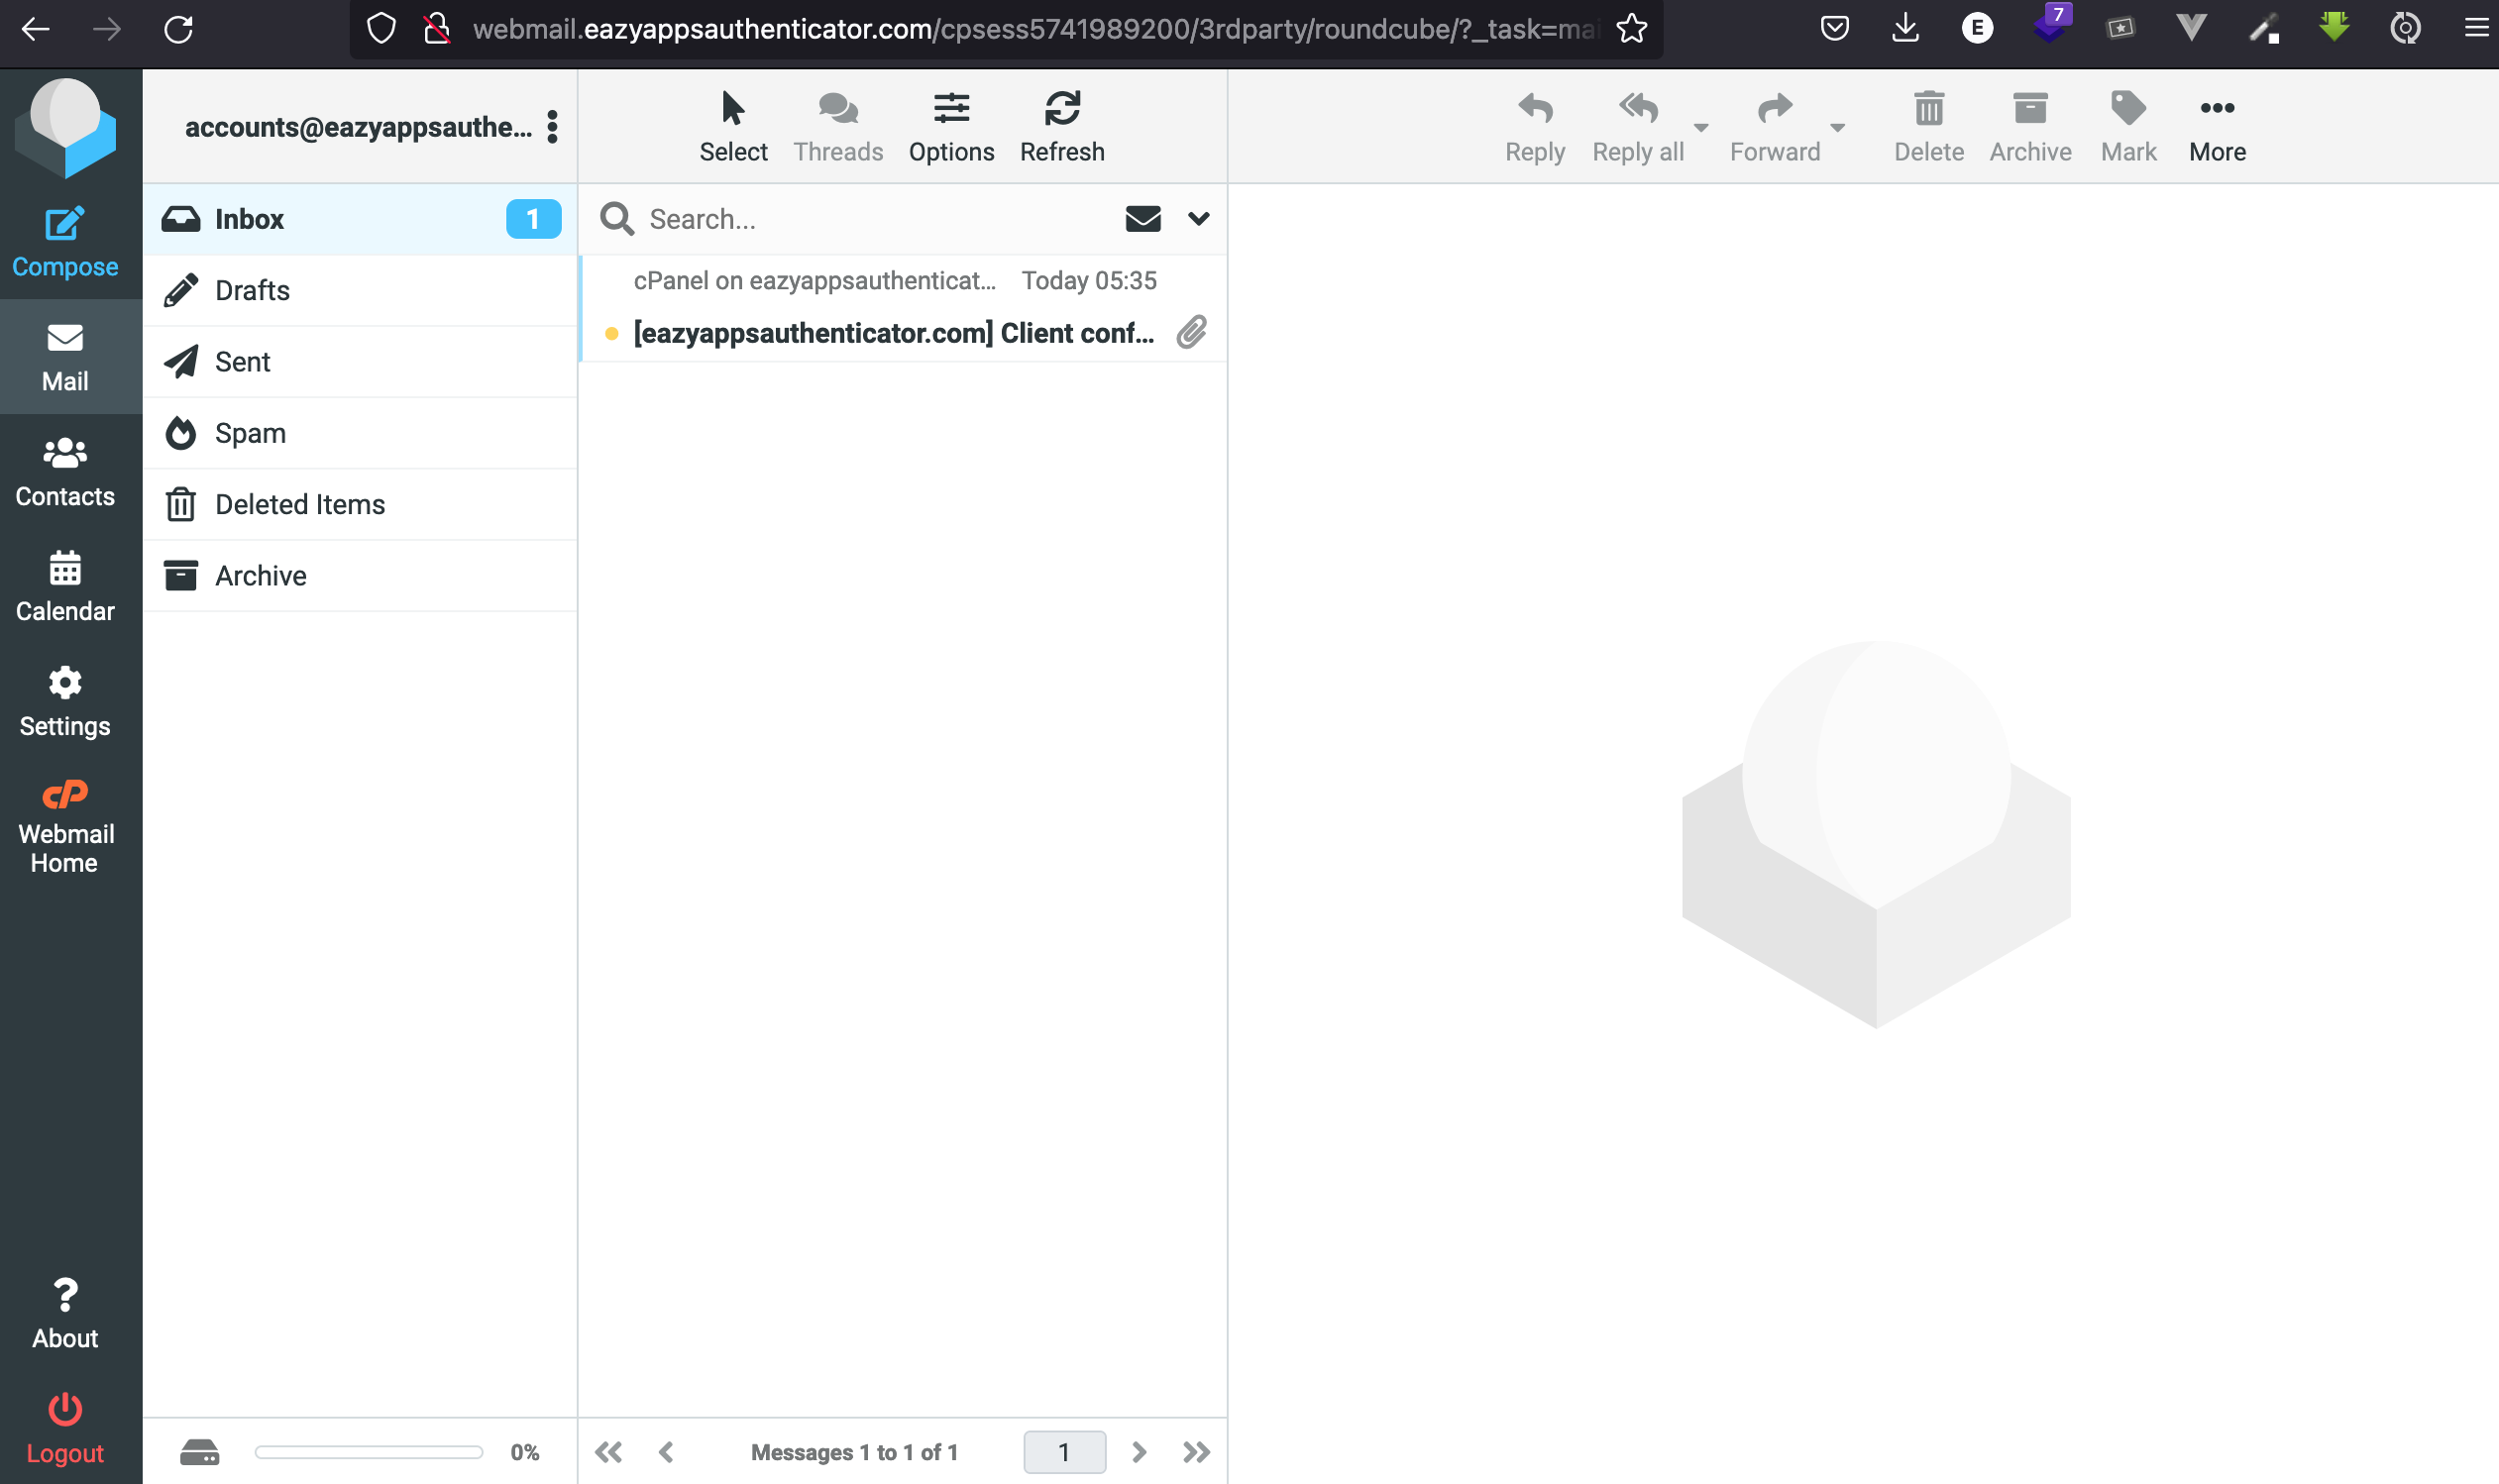 webmail.eazyappsauthenticator.com/cpsess5741989200/3rdparty/roundcube/?_task=mai
E
7
accounts@eazyappsauthe...
Select
Threads
Options
Refresh
Reply
Reply all
Forward
Delete
Archive
Mark
More
Compose
Mail
Contacts
Calendar
Settings
cP
Webmail
Home
About
Logout
Inbox
1
Drafts
Sent
Spam
Deleted Items
Archive
0%
Search...
cPanel on eazyappsauthenticat...
Today 05:35
[eazyappsauthenticator.com] Client conf...
Messages 1 to 1 of 1
1